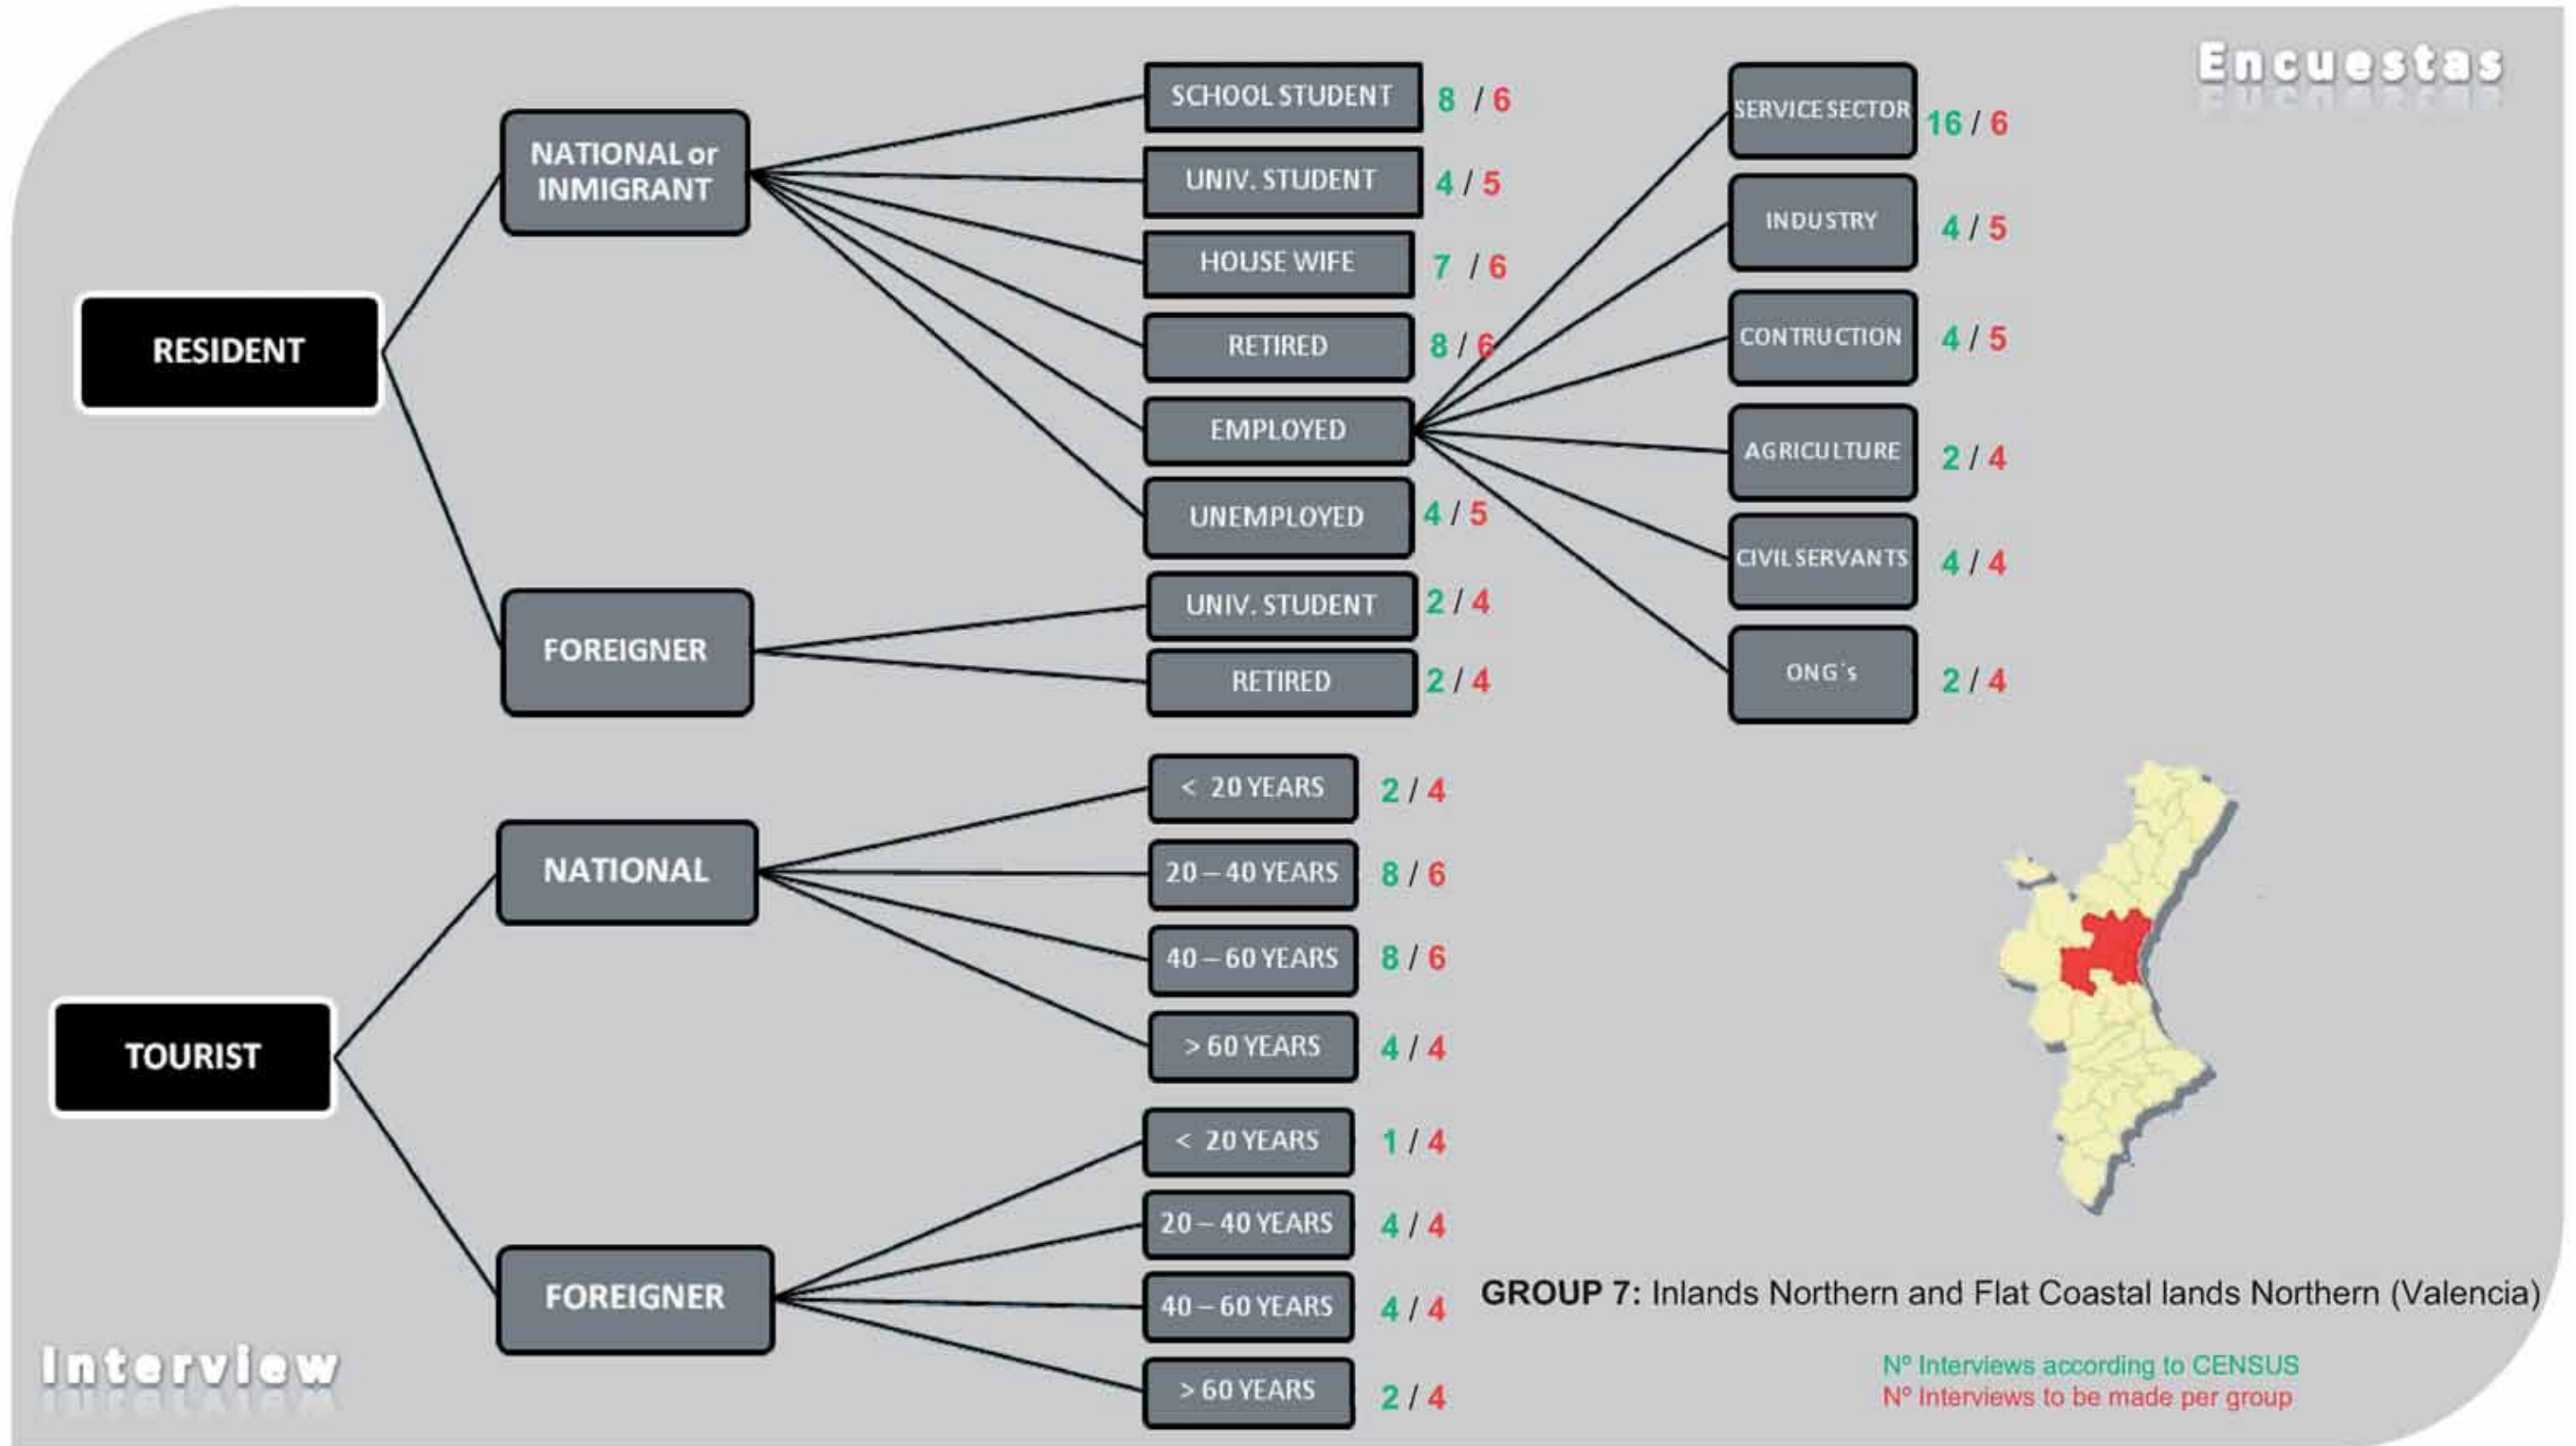 Encuestas
RESIDENT
NATIONAL or
INMIGRANT
SCHOOL STUDENT 8 / 6
UNIV. STUDENT 4 / 5
HOUSE WIFE 7 / 6
RETIRED 8 / 6
EMPLOYED
SERVICE SECTOR 16 / 6
INDUSTRY 4 / 5
CONTRUCTION 4 / 5
AGRICULTURE 2 / 4
CIVIL SERVANTS 4 / 4
ONG´s 2 / 4
UNEMPLOYED 4 / 5
FOREIGNER
UNIV. STUDENT 2 / 4
RETIRED 2 / 4
TOURIST
NATIONAL
< 20 YEARS 2 / 4
20 – 40 YEARS 8 / 6
40 – 60 YEARS 8 / 6
> 60 YEARS 4 / 4
FOREIGNER
< 20 YEARS 1 / 4
20 – 40 YEARS 4 / 4
40 – 60 YEARS 4 / 4
> 60 YEARS 2 / 4
GROUP 7: Inlands Northern and Flat Coastal lands Northern (Valencia)
Nº Interviews according to CENSUS
Nº Interviews to be made per group
Interview